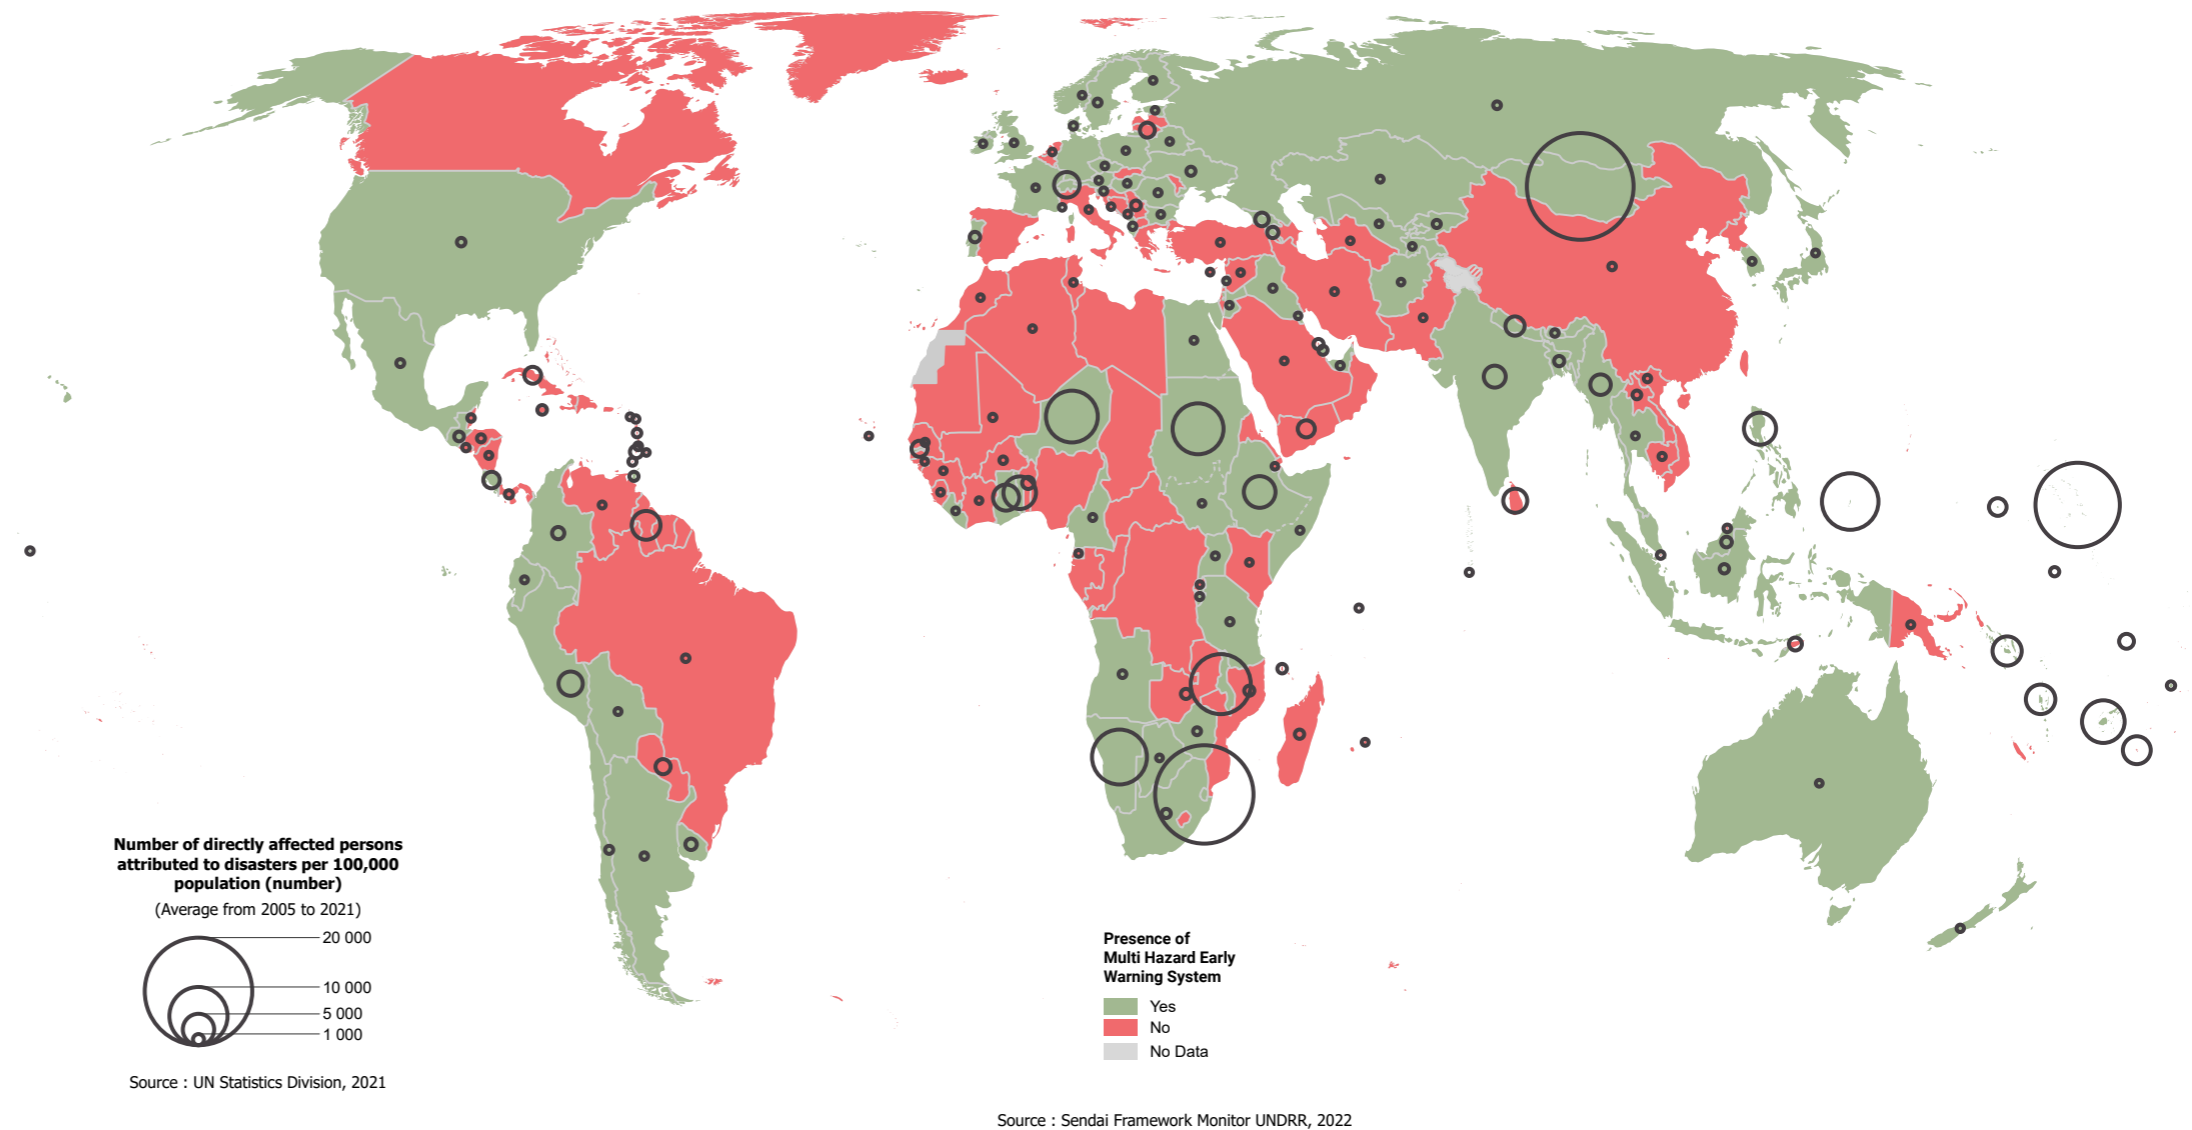 Number of directly affected persons
attributed to disasters per 100,000
population (number)
(Average from 2005 to 2021)
20 000
10 000
5 000
1 000
Source : UN Statistics Division, 2021
Presence of
Multi Hazard Early
Warning System
Yes
No
No Data
Source : Sendai Framework Monitor UNDRR, 2022